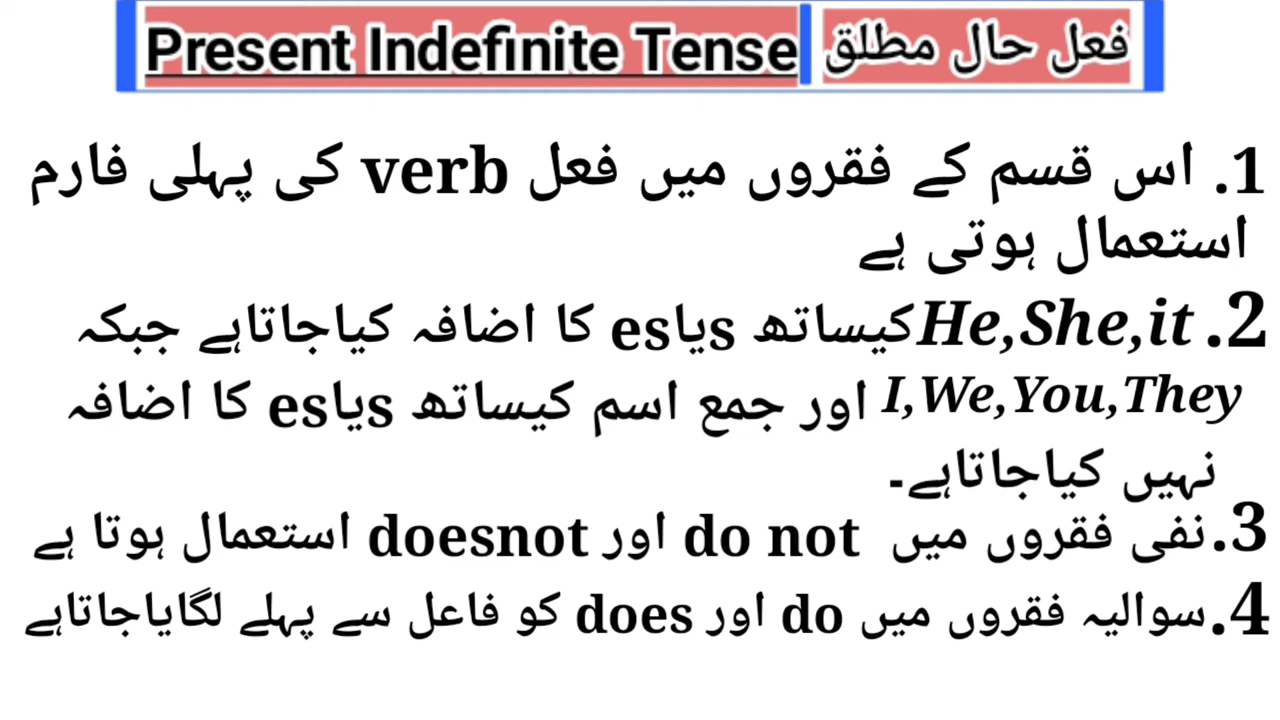 Present Indefinite Tense فعل حال مطلق
1. اس قسم کے فقروں میں فعل verb کی پہلی فارم
استعمال ہوتی ہے
2. He,She,it کیساتھ s یا es کا اضافہ کیاجاتاہے جبکہ
I,We,You,They اور جمع اسم کیساتھ s یا es کا اضافہ
نہیں کیاجاتاہے۔
3. نفی فقروں میں do not اور doesnot استعمال ہوتا ہے
4. سوالیہ فقروں میں do اور does کو فاعل سے پہلے لگایاجاتاہے